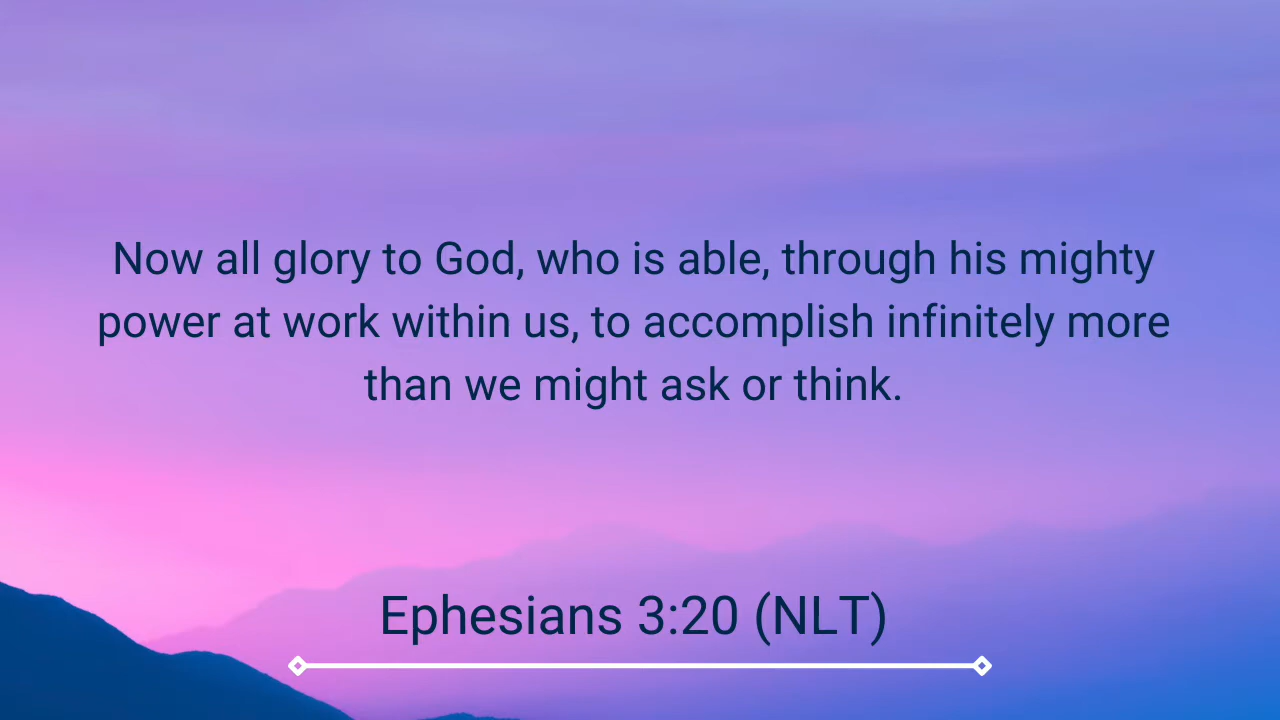 Now all glory to God, who is able, through his mighty
power at work within us, to accomplish infinitely more
than we might ask or think.
Ephesians 3:20 (NLT)